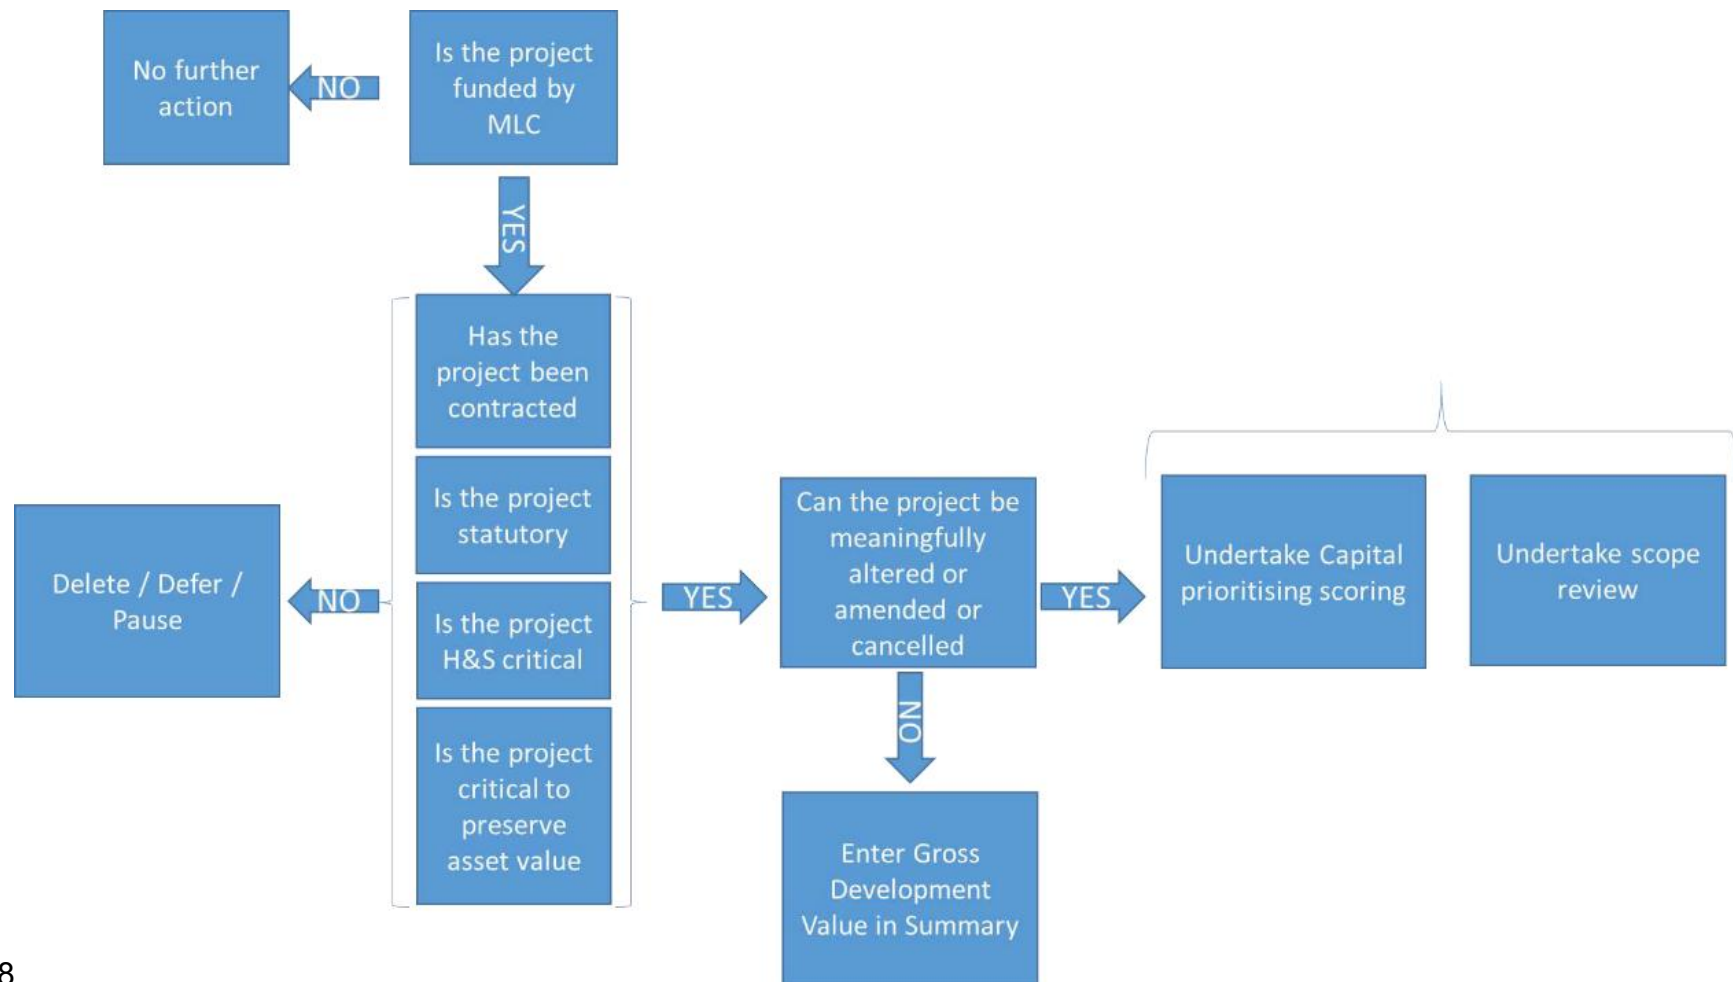 No further
action
NO
Is the project
funded by
MLC
YES
Has the
project been
contracted
Is the project
statutory
Is the project
H&S critical
Is the project
critical to
preserve
asset value
NO
Delete / Defer /
Pause
YES
Can the project be
meaningfully
altered or
amended or
cancelled
YES
Undertake Capital
prioritising scoring
Undertake scope
review
NO
Enter Gross
Development
Value in Summary
8